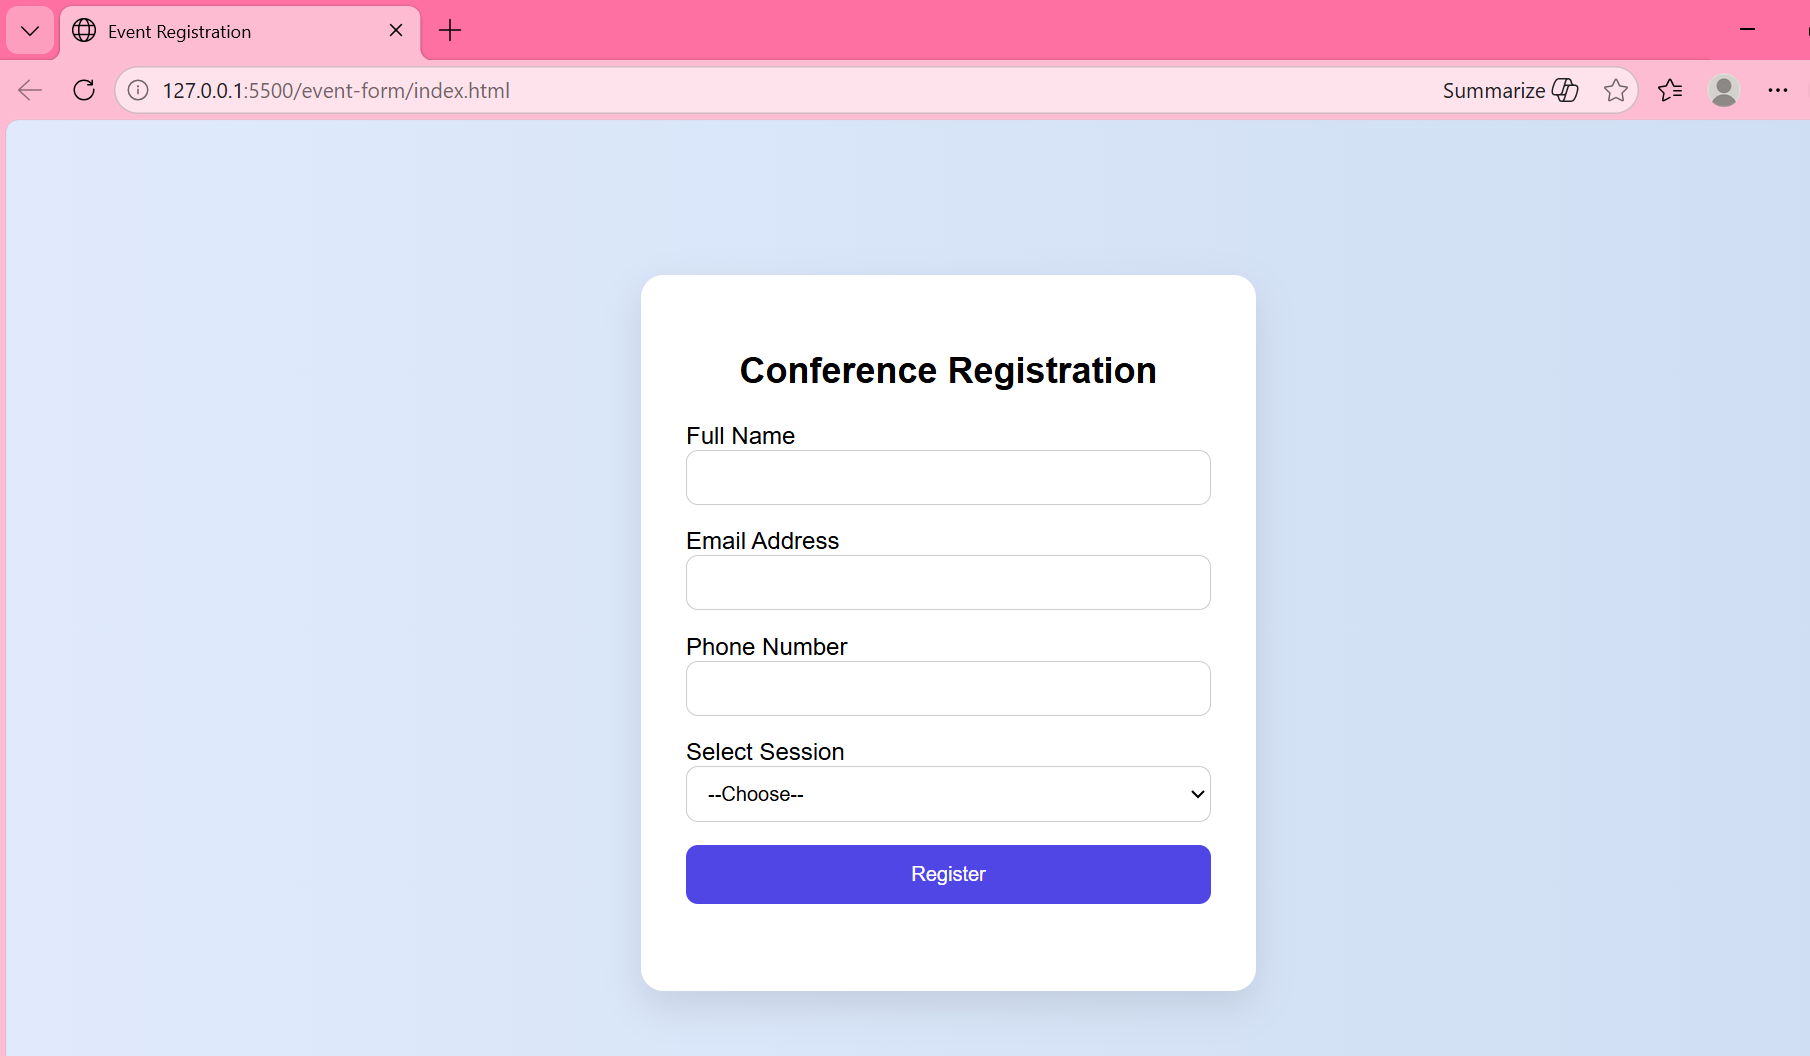 Event Registration
127.0.0.1:5500/event-form/index.html
Summarize
Conference Registration
Full Name
Email Address
Phone Number
Select Session
--Choose--
Register